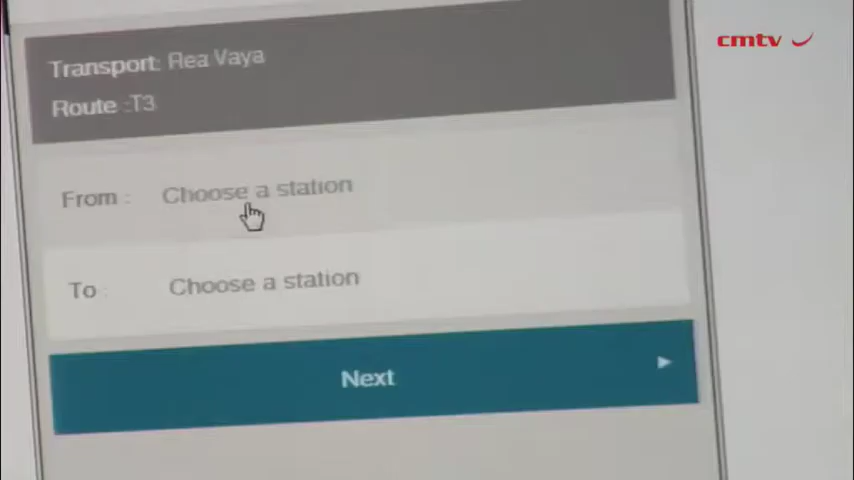 cmtv
Transport: Rea Vaya
Route :T3
From : Choose a station
To : Choose a station
Next